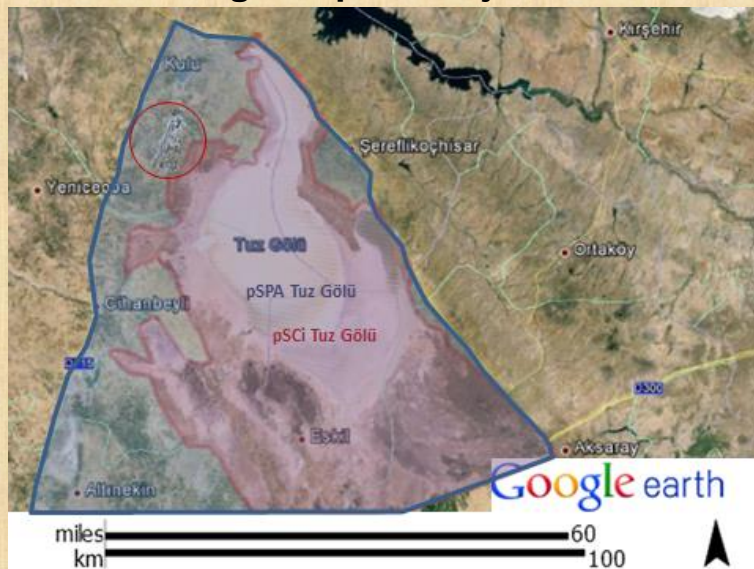 Kırşehir
Kulu
Şereflikoçhisar
Yeniceoba
Tuz Gölü
Ortaköy
pSPA Tuz Gölü
Cihanbeyli
pSCi Tuz Gölü
D715
D300
Eskil
Aksaray
Altınekin
Google earth
miles 60
km 100